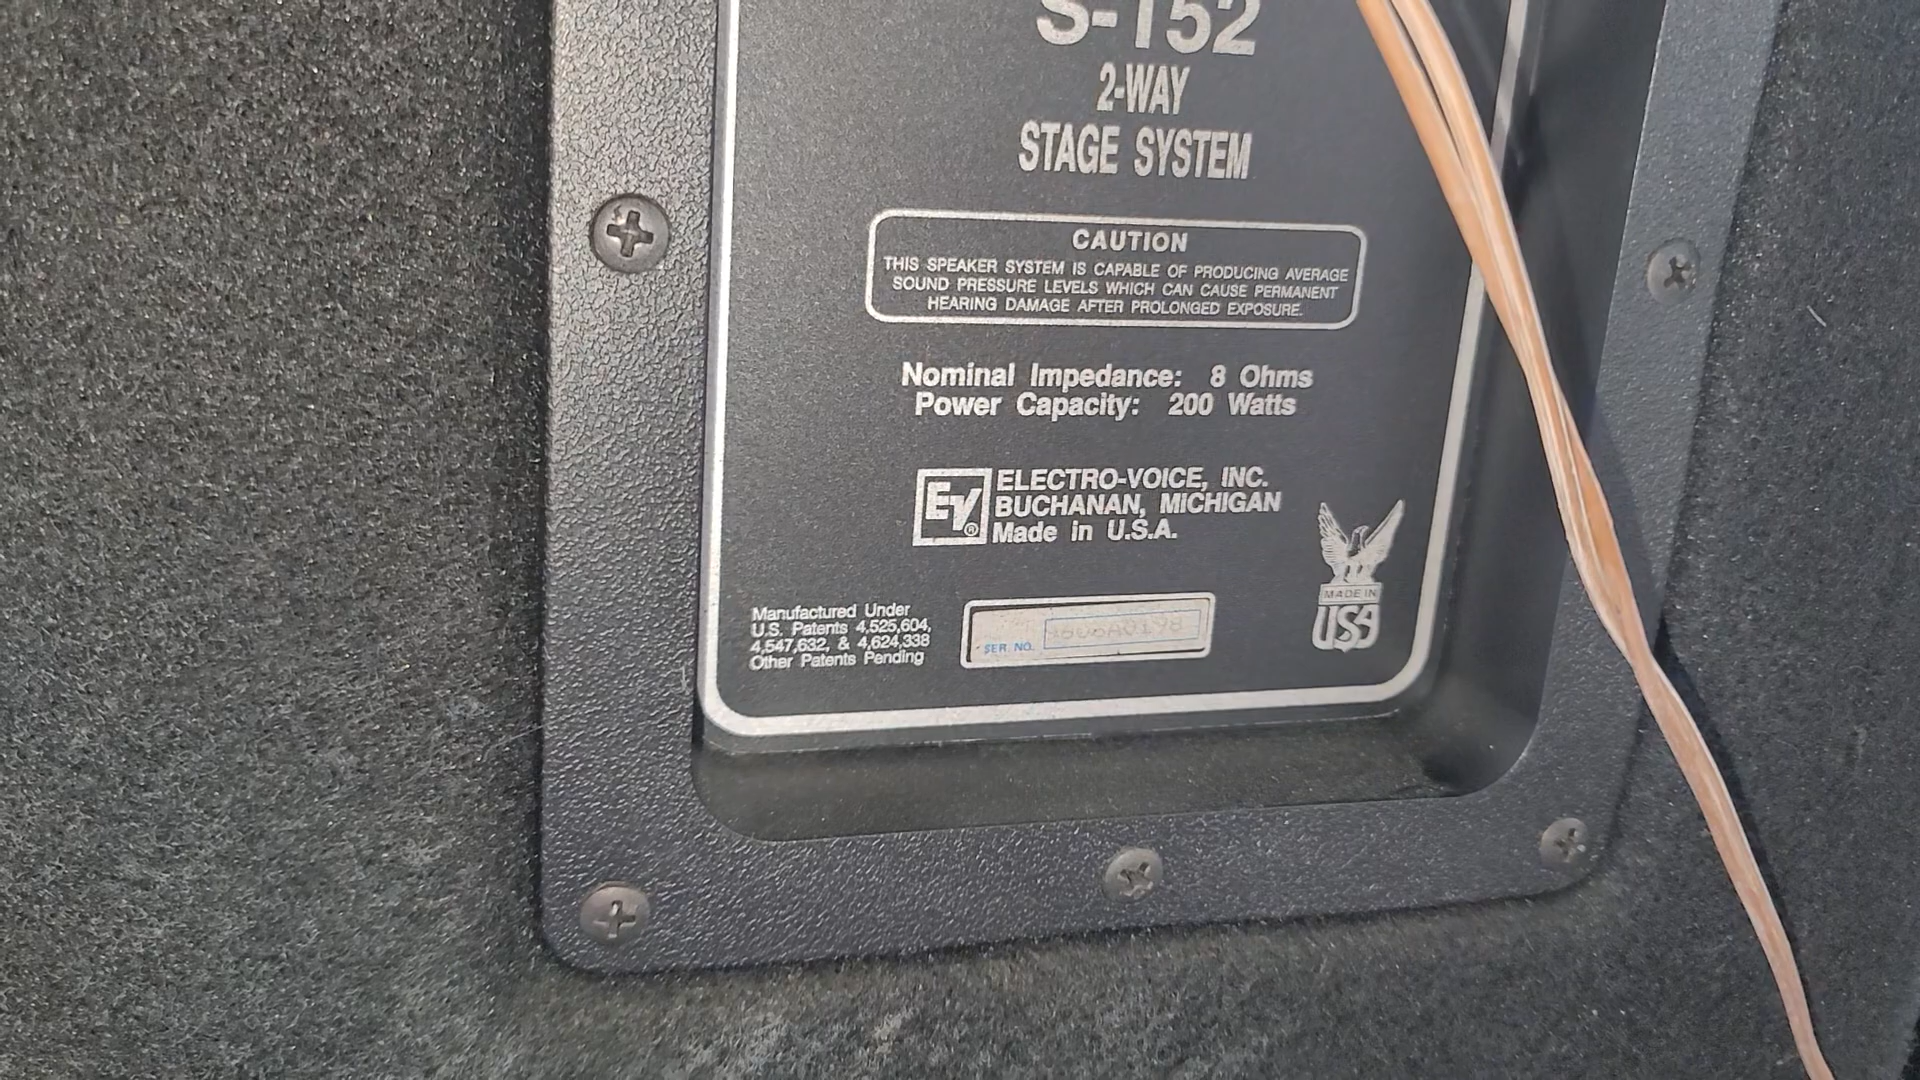 S-152
2-WAY
STAGE SYSTEM
CAUTION
THIS SPEAKER SYSTEM IS CAPABLE OF PRODUCING AVERAGE
SOUND PRESSURE LEVELS WHICH CAN CAUSE PERMANENT
HEARING DAMAGE AFTER PROLONGED EXPOSURE.
Nominal Impedance: 8 Ohms
Power Capacity: 200 Watts
EV®
ELECTRO-VOICE, INC.
BUCHANAN, MICHIGAN
Made in U.S.A.
MADE IN
USA
Manufactured Under
U.S. Patents 4,525,604,
4,547,632, & 4,624,338
Other Patents Pending
SER. NO.